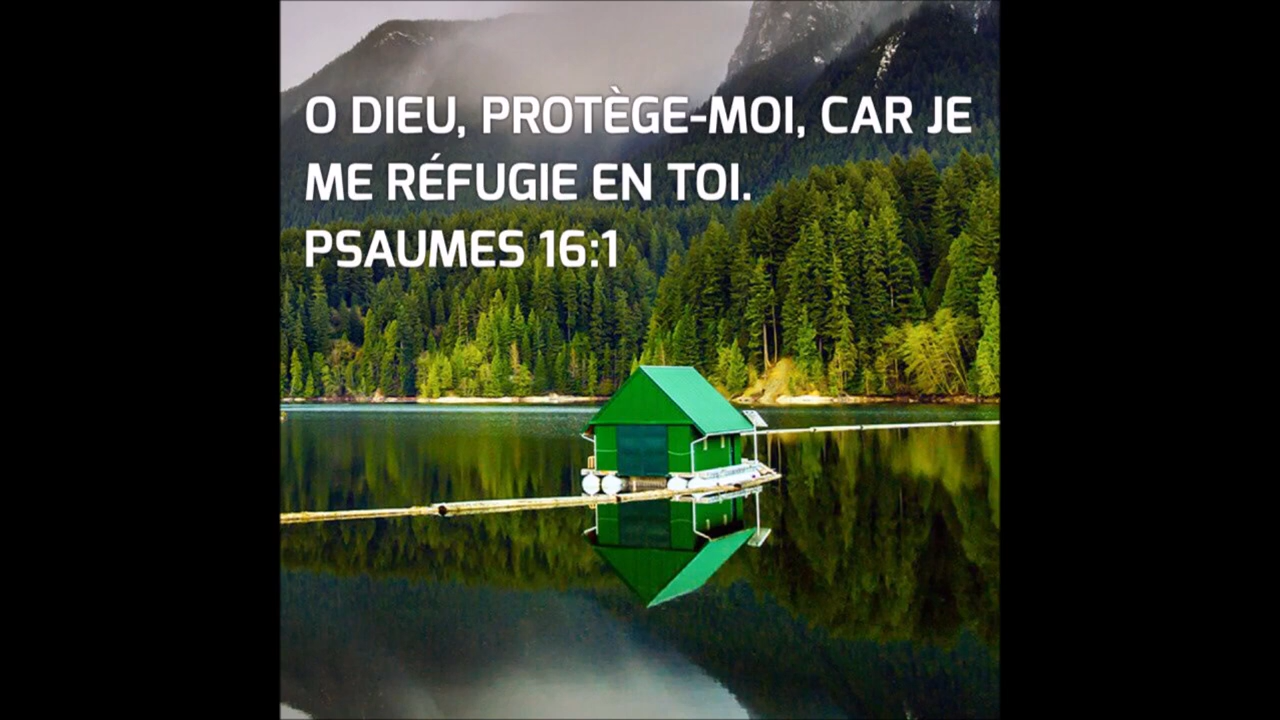 O DIEU, PROTÈGE-MOI, CAR JE
ME RÉFUGIE EN TOI.
PSAUMES 16:1